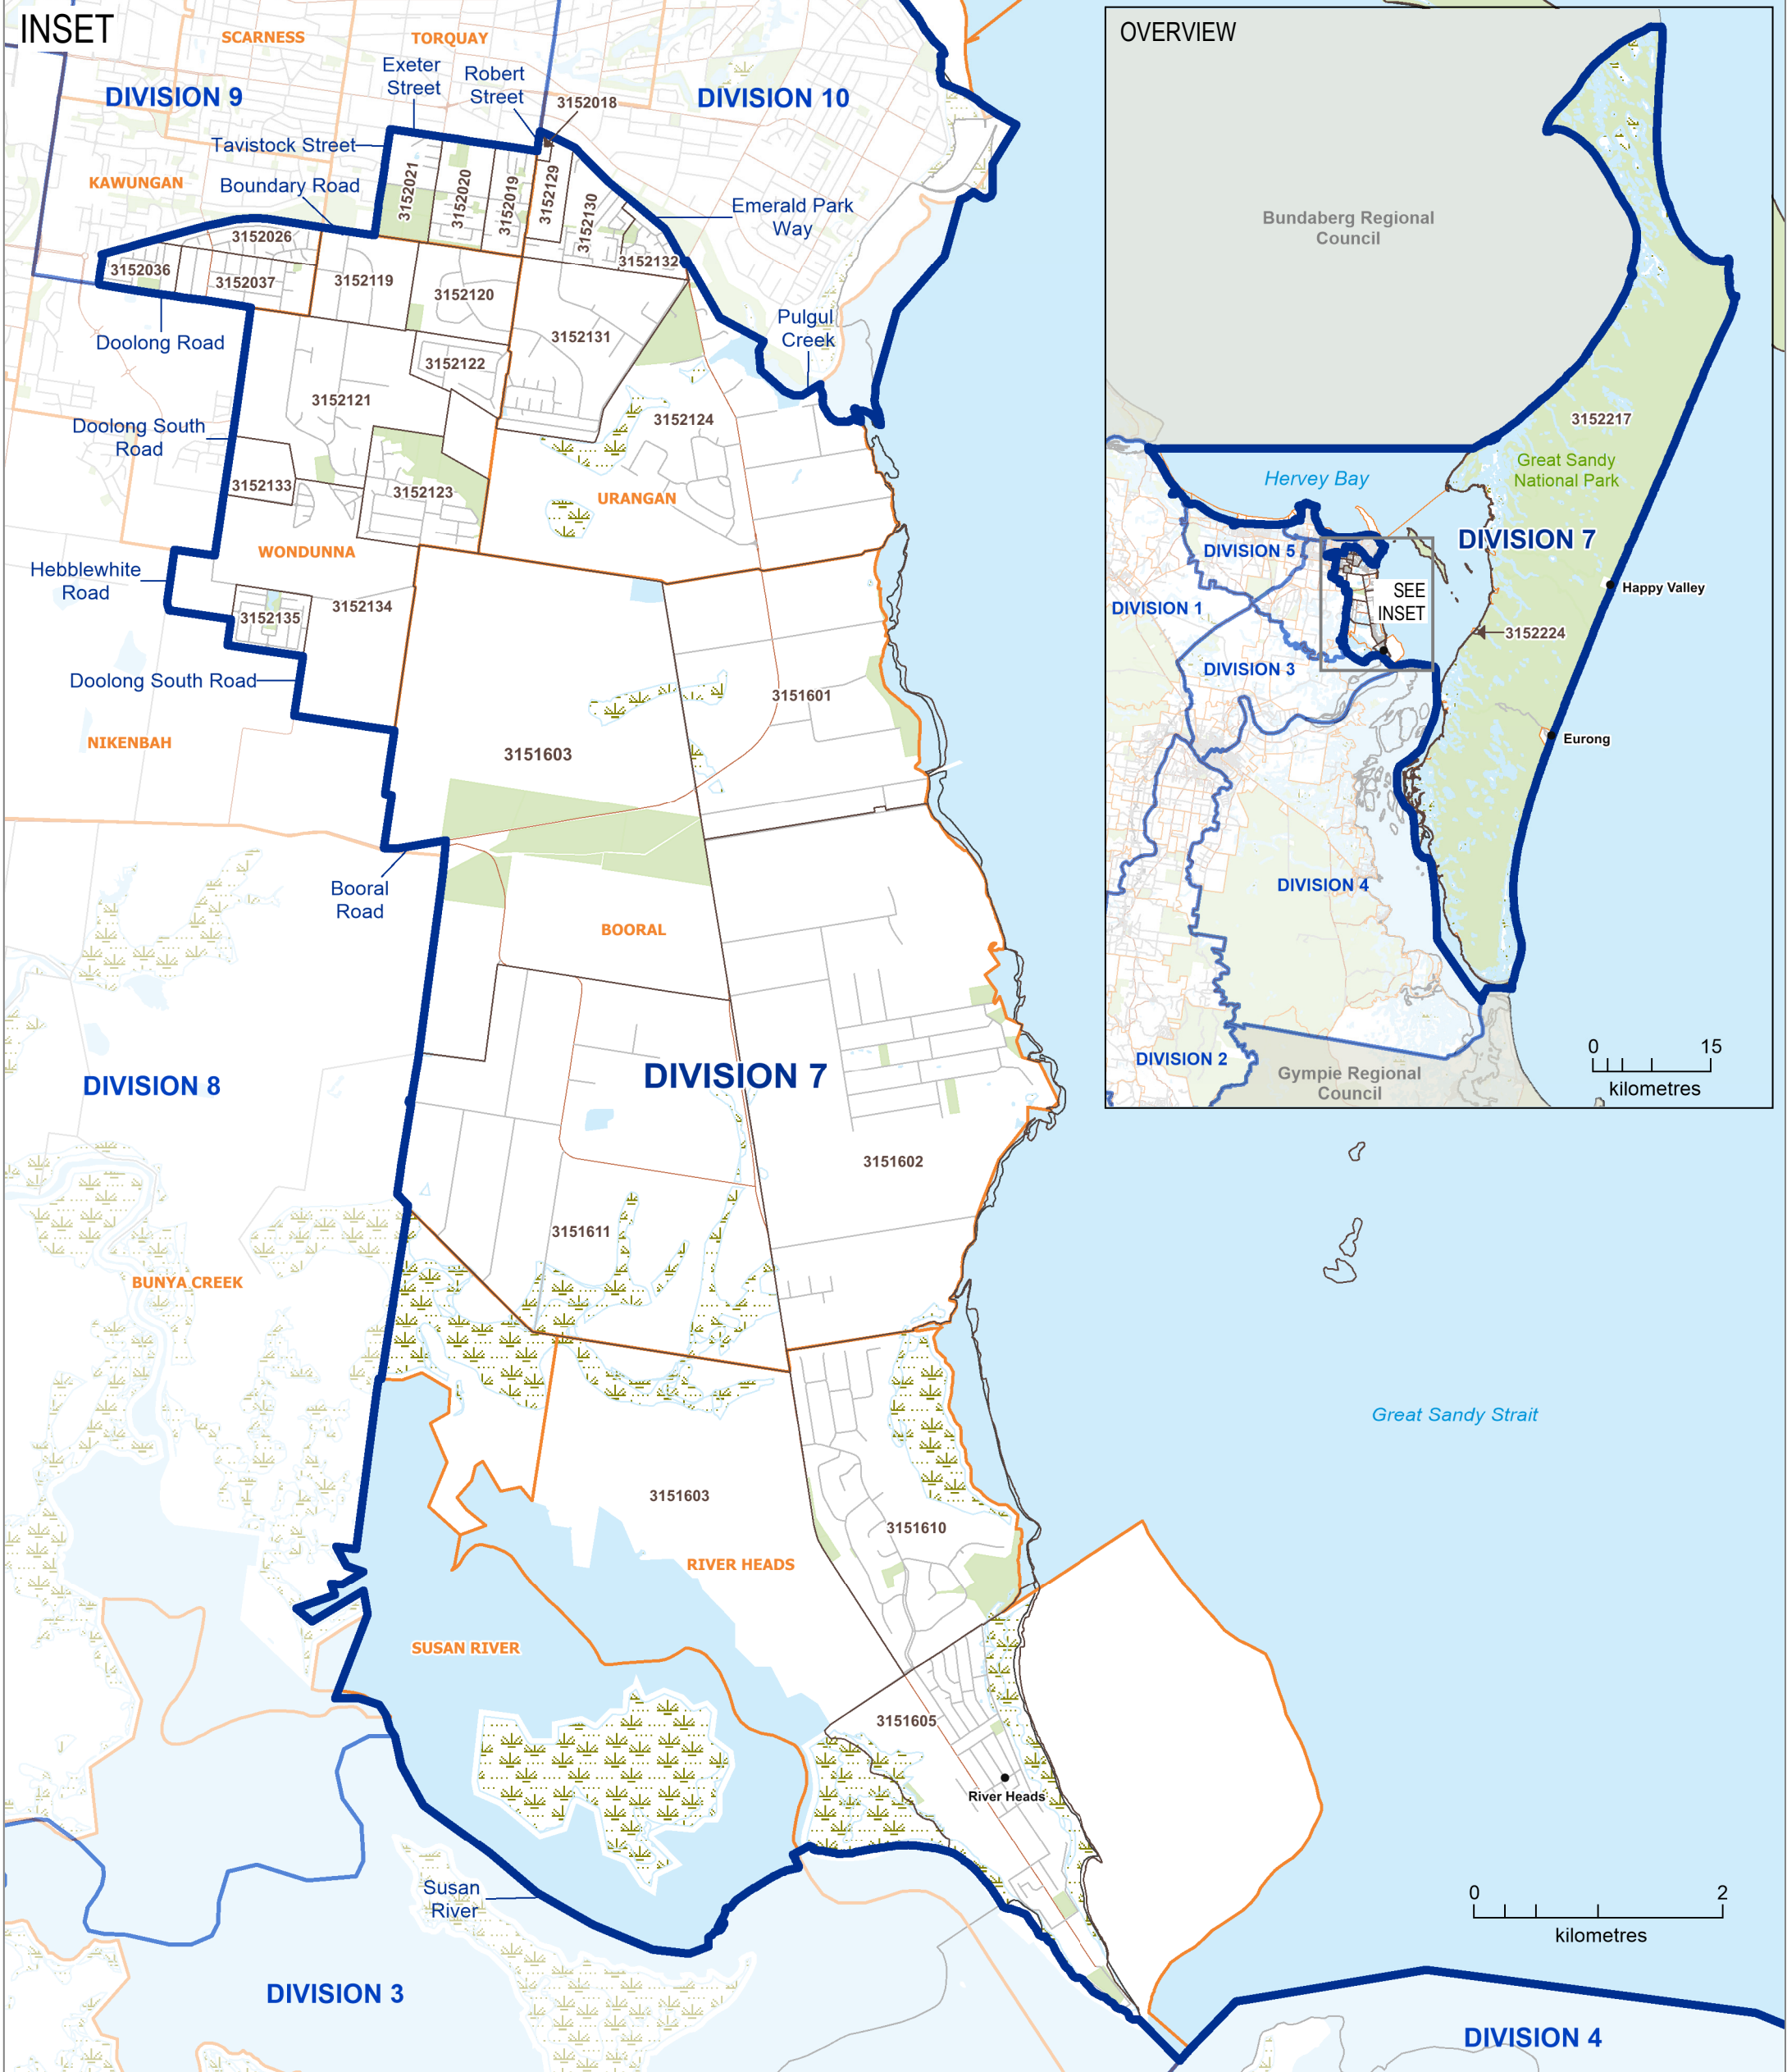 INSET
SCARNESS
TORQUAY
Exeter
Street
Robert
Street
DIVISION 9
DIVISION 10
3152018
Tavistock Street
KAWUNGAN
Boundary Road
3152021
3152020
3152019
3152129
3152130
Emerald Park
Way
3152026
3152132
3152036
3152037
3152119
3152120
Doolong Road
3152131
Pulgul
Creek
3152122
3152121
3152124
Doolong South
Road
3152133
3152123
URANGAN
WONDUNNA
Hebblewhite
Road
3152135
3152134
Doolong South Road
3151601
NIKENBAH
3151603
Booral
Road
BOORAL
DIVISION 8
DIVISION 7
3151602
3151611
BUNYA CREEK
3151603
3151610
RIVER HEADS
SUSAN RIVER
3151605
River Heads
Susan
River
DIVISION 3
DIVISION 4
Great Sandy Strait
0 2
kilometres
OVERVIEW
Bundaberg Regional
Council
3152217
Great Sandy
National Park
Hervey Bay
DIVISION 7
DIVISION 5
SEE
INSET
Happy Valley
DIVISION 1
3152224
DIVISION 3
Eurong
DIVISION 4
DIVISION 2
Gympie Regional
Council
0 15
kilometres